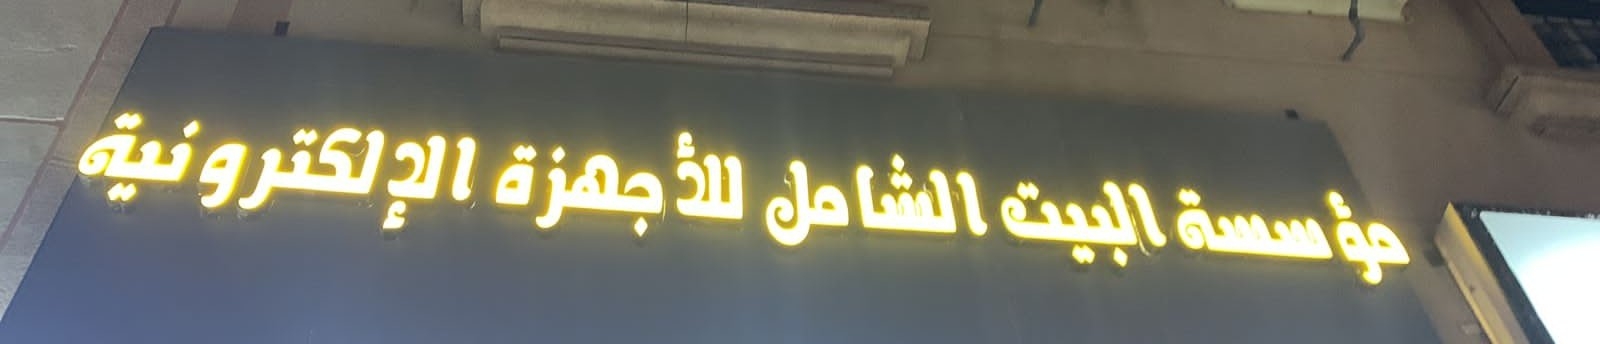 مؤسسة البيت الشامل للأجهزة الإلكترونية